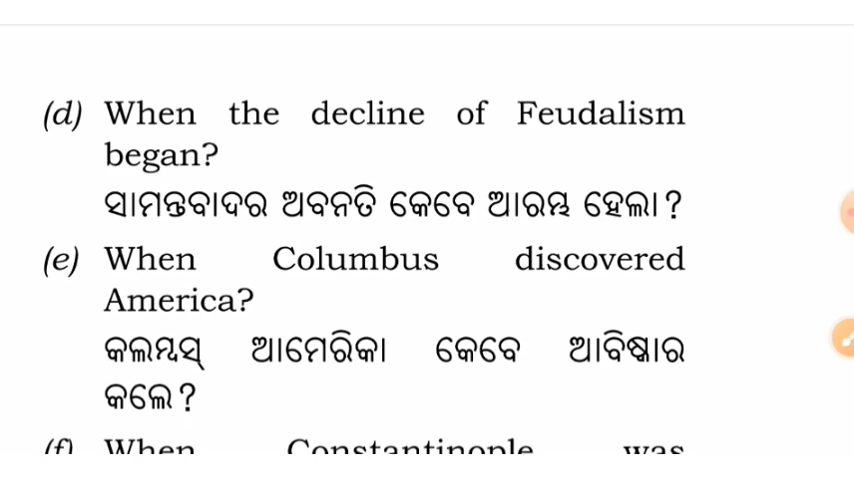 (d) When the decline of Feudalism
began?
ସାମନ୍ତବାଦର ଅବନତି କେବେ ଆରମ୍ଭ ହେଲା ?
(e) When Columbus discovered
America?
କଲମ୍ବସ୍ ଆମେରିକା କେବେ ଆବିଷ୍କାର
କଲେ ?
(f) When Constantinople was